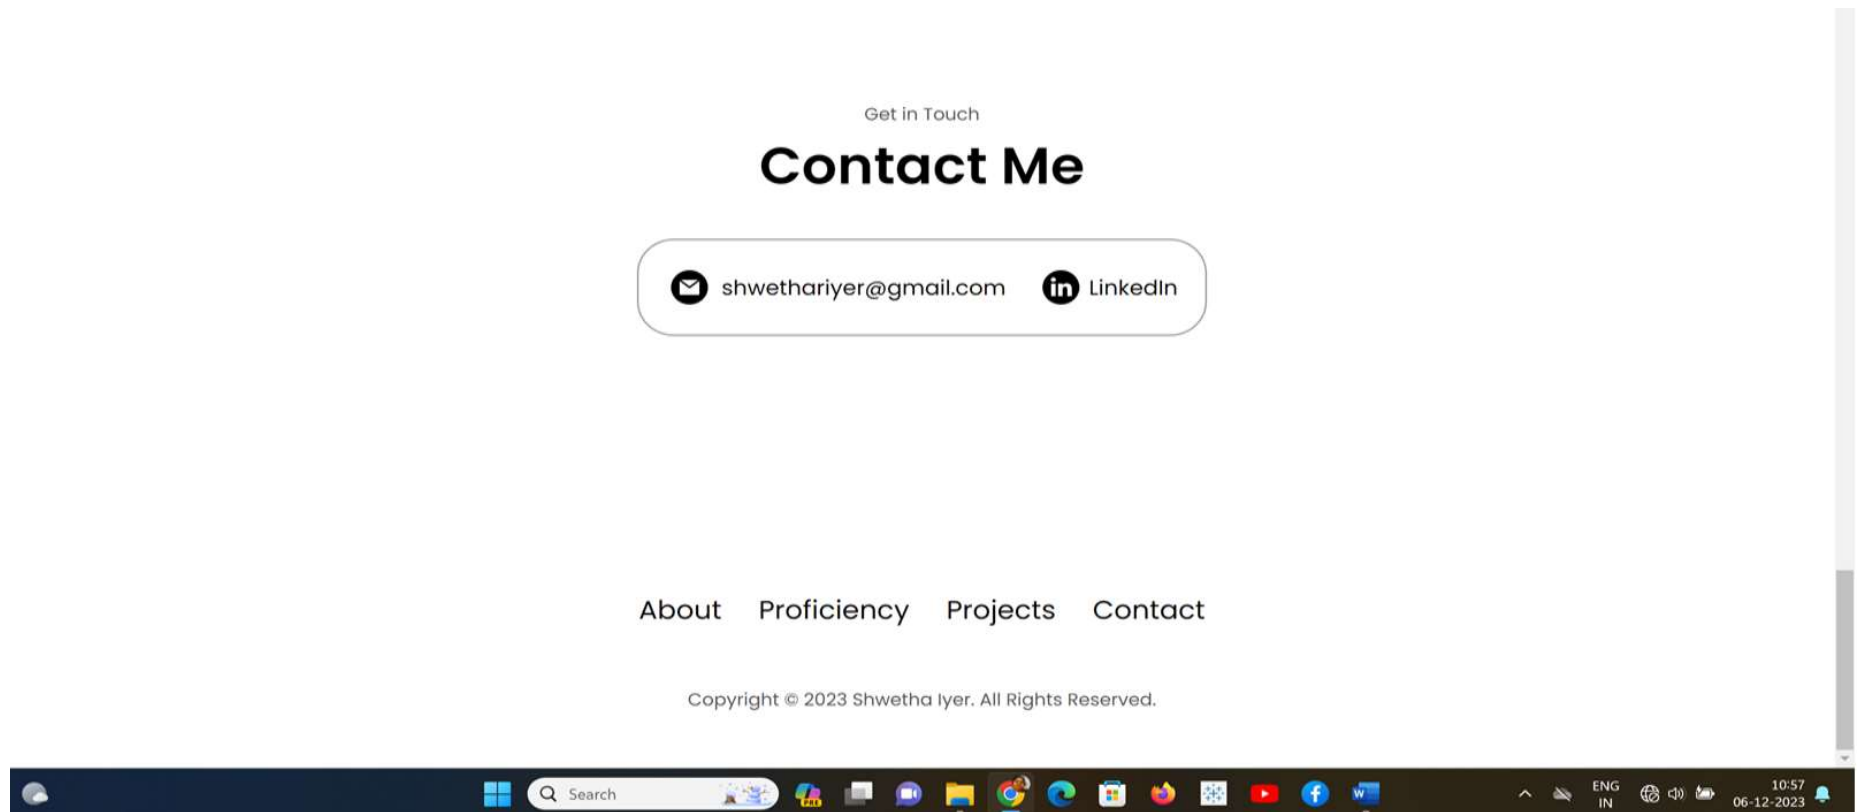 Get in Touch
Contact Me
shwethariyer@gmail.com LinkedIn
About Proficiency Projects Contact
Copyright © 2023 Shwetha Iyer. All Rights Reserved.
Search
PRE
ENG
IN
10:57
06-12-2023